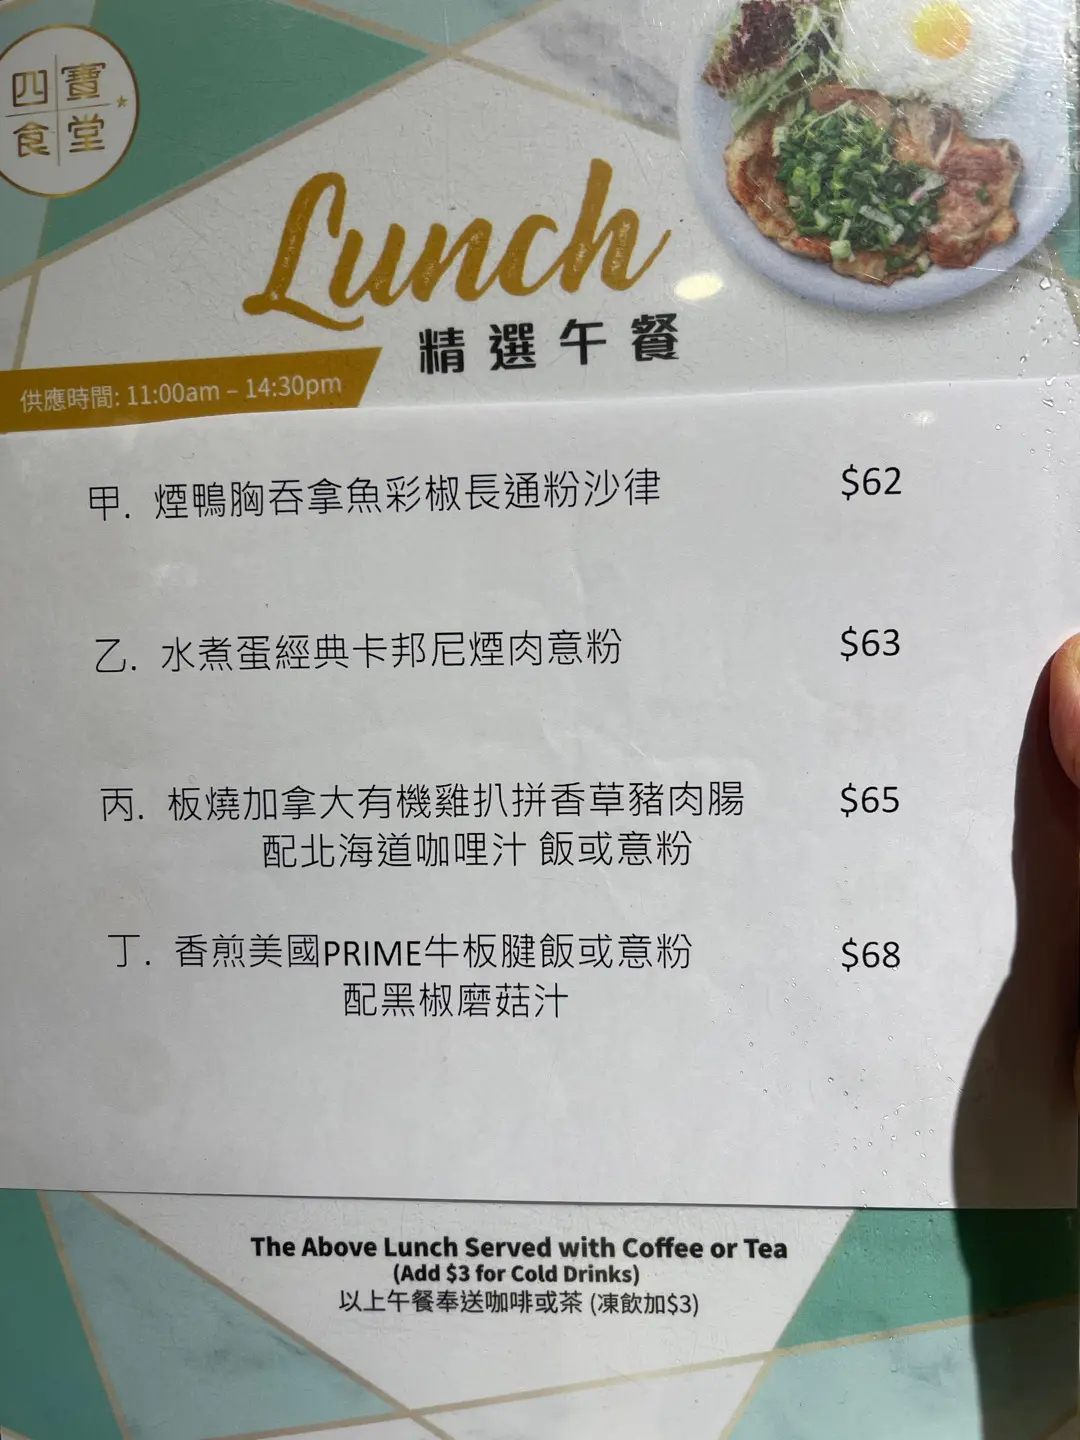 四寶
食堂
Lunch
精選午餐
供應時間: 11:00am – 14:30pm
甲. 煙鴨胸吞拿魚彩椒長通粉沙律 $62
乙. 水煮蛋經典卡邦尼煙肉意粉 $63
丙. 板燒加拿大有機雞扒拼香草豬肉腸 $65
配北海道咖哩汁 飯或意粉
丁. 香煎美國PRIME牛板腱飯或意粉 $68
配黑椒磨菇汁
The Above Lunch Served with Coffee or Tea
(Add $3 for Cold Drinks)
以上午餐奉送咖啡或茶 (凍飲加$3)